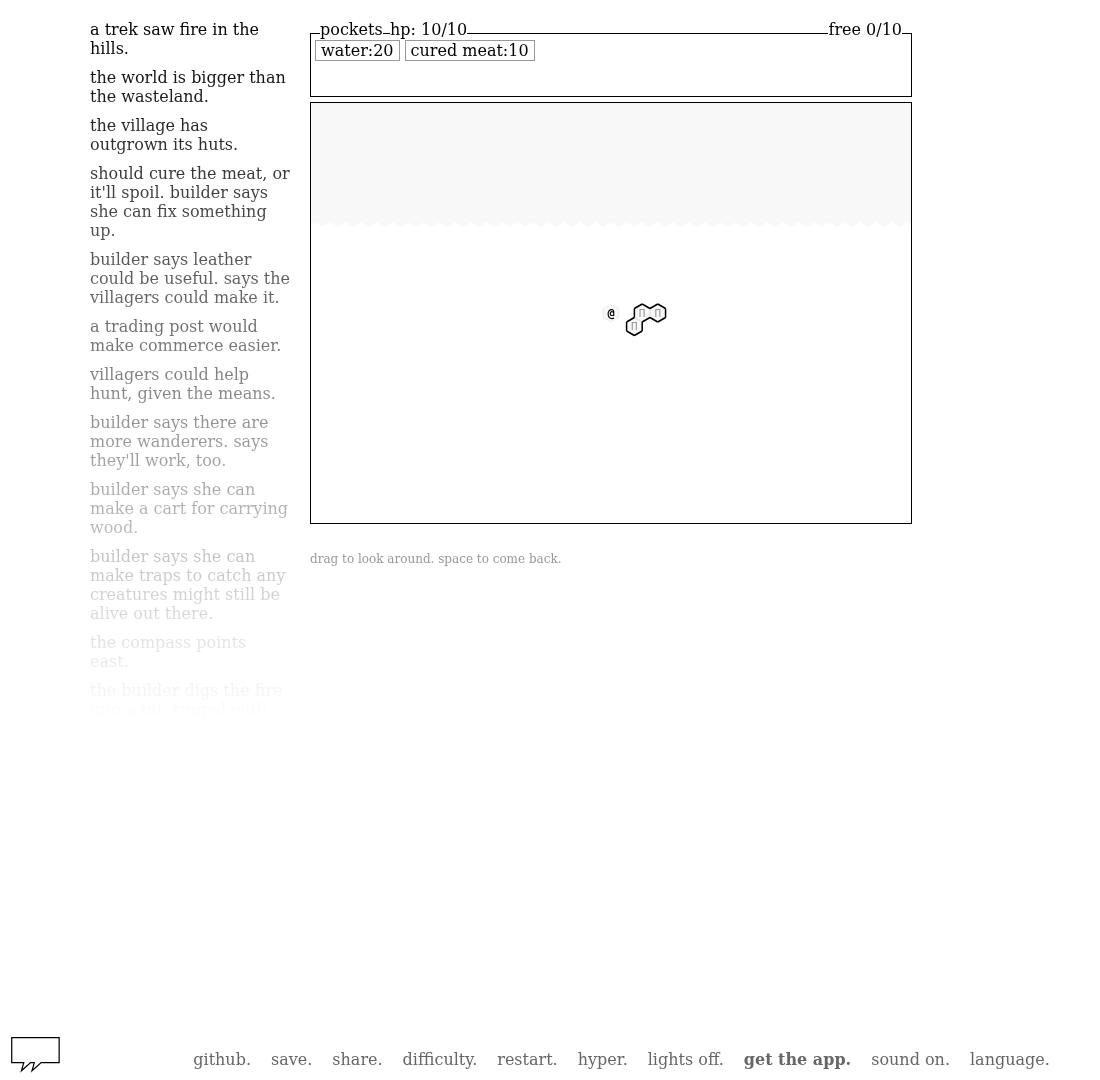 a trek saw fire in the
hills.
the world is bigger than
the wasteland.
the village has
outgrown its huts.
should cure the meat, or
it'll spoil. builder says
she can fix something
up.
builder says leather
could be useful. says the
villagers could make it.
a trading post would
make commerce easier.
villagers could help
hunt, given the means.
builder says there are
more wanderers. says
they'll work, too.
builder says she can
make a cart for carrying
wood.
builder says she can
make traps to catch any
creatures might still be
alive out there.
the compass points
east.
the builder digs the fire
pockets hp: 10/10 free 0/10
water:20 cured meat:10
@
drag to look around. space to come back.
github. save. share. difficulty. restart. hyper. lights off. get the app. sound on. language.